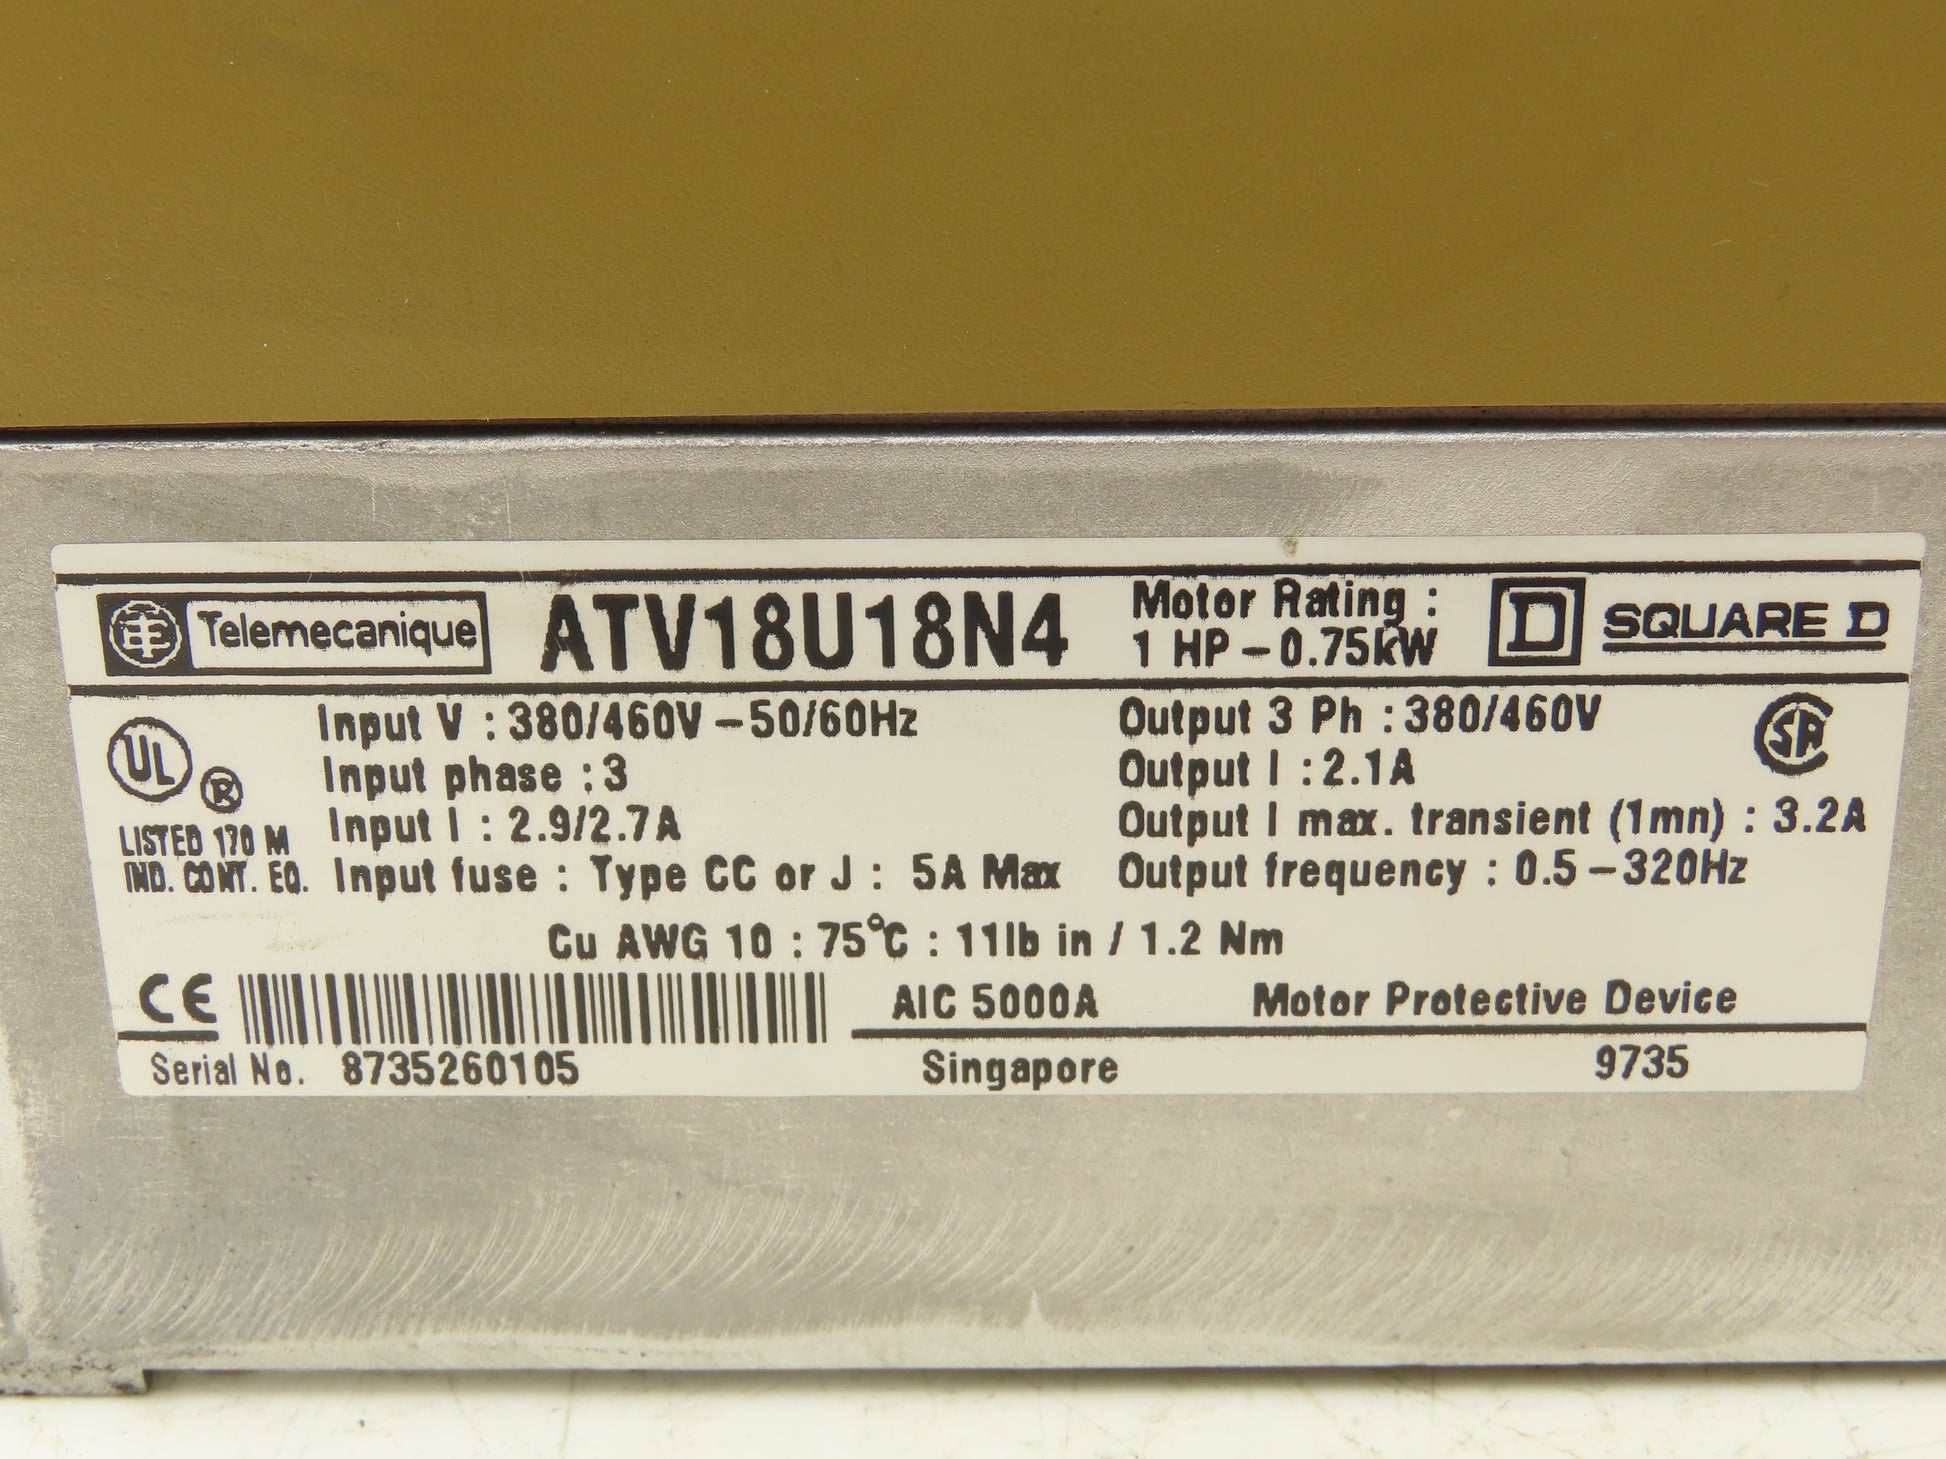 Telemecanique ATV18U18N4 Motor Rating : D SQUARE D
1 HP – 0.75kW
UL ® Input V : 380/460V – 50/60Hz Output 3 Ph : 380/460V SA
Input phase : 3 Output I : 2.1A
LISTED 170 M Input I : 2.9/2.7A Output I max. transient (1mn) : 3.2A
IND. CONT. EQ. Input fuse : Type CC or J : 5A Max Output frequency : 0.5 – 320Hz
Cu AWG 10 : 75°C : 11lb in / 1.2 Nm
CE AIC 5000A Motor Protective Device
Serial No. 8735260105 Singapore 9735